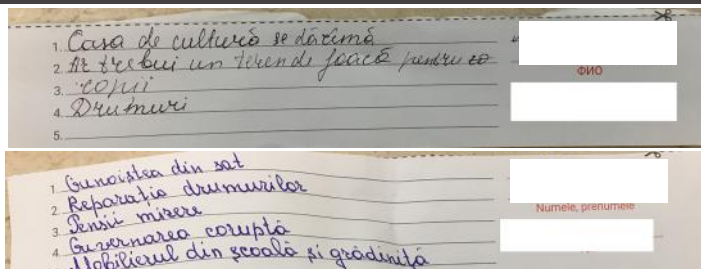 1. Casa de cultură se dărîmă
2. Ar trebui un teren de joacă pentru co
3. copii
4. Drumuri
5.
ФИО
1. Gunoiștea din sat
2. Reparația drumurilor
3. Pensii mizere
4. Guvernarea coruptă
Mobilierul din școală și grădiniță
Numele, prenumele